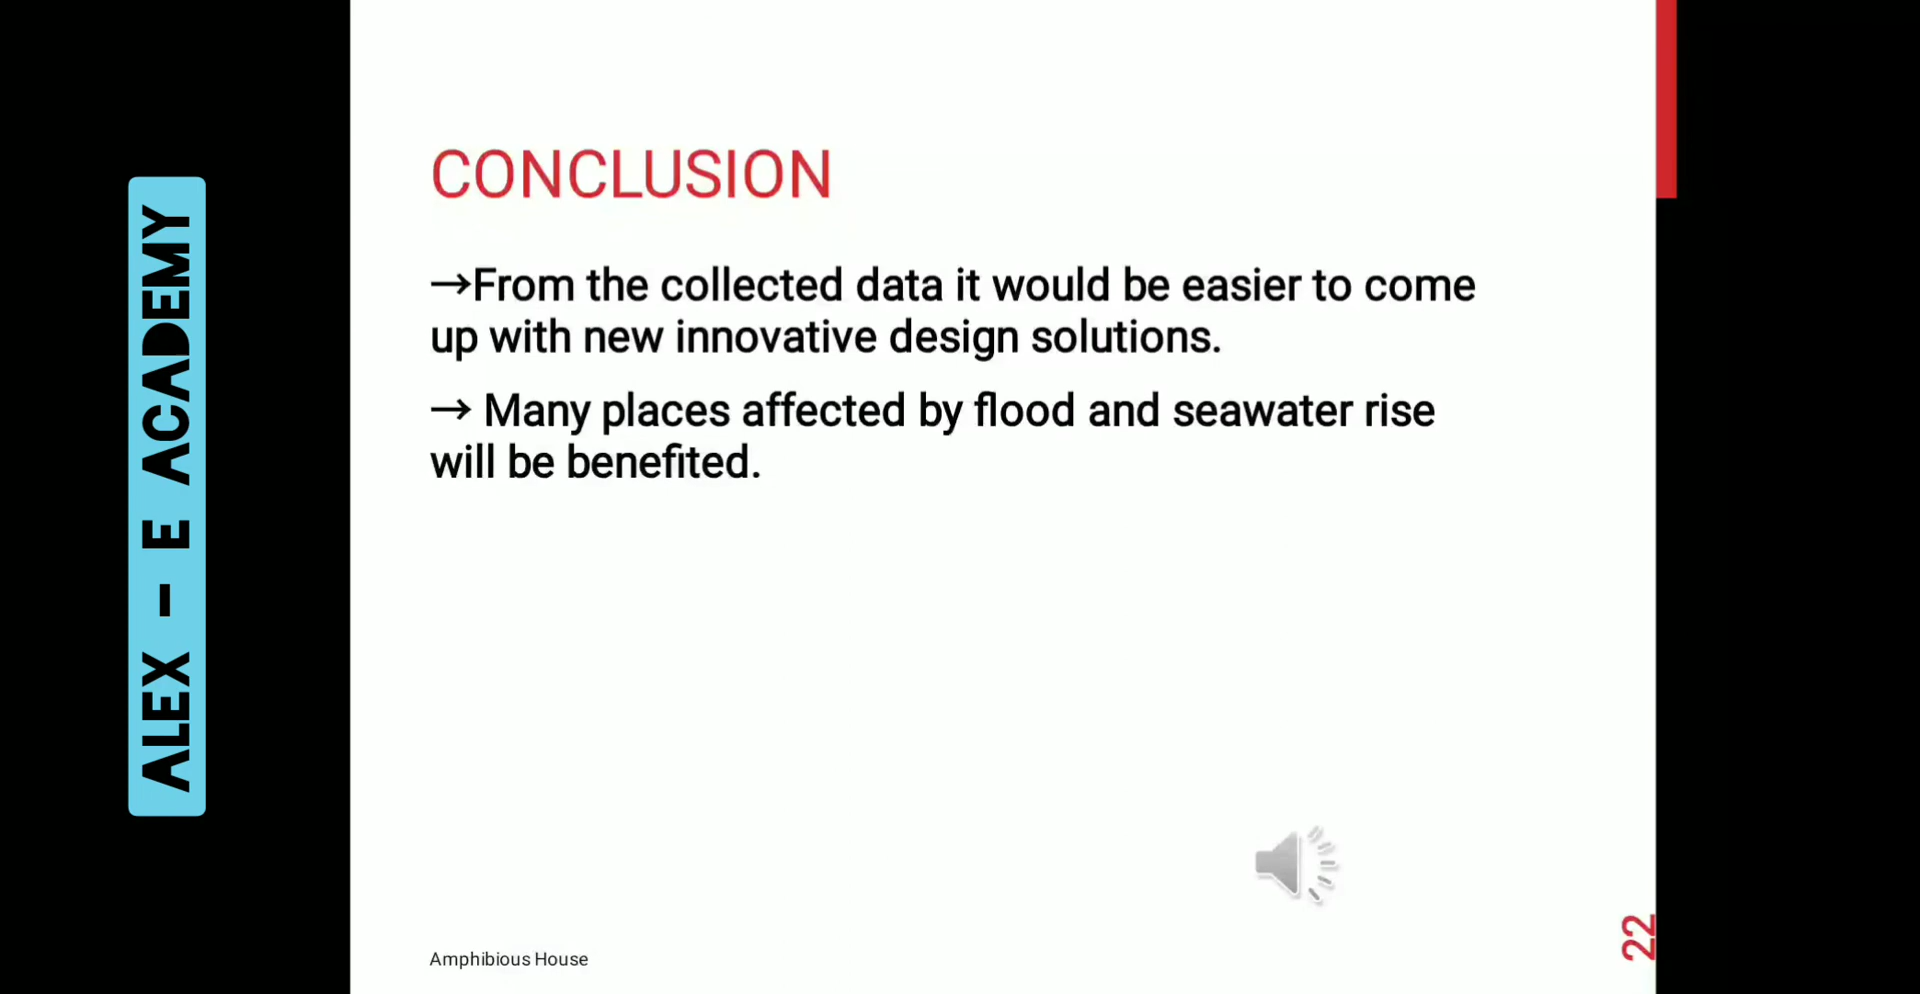 ALEX - E ACADEMY
CONCLUSION
→From the collected data it would be easier to come
up with new innovative design solutions.
→ Many places affected by flood and seawater rise
will be benefited.
Amphibious House
22